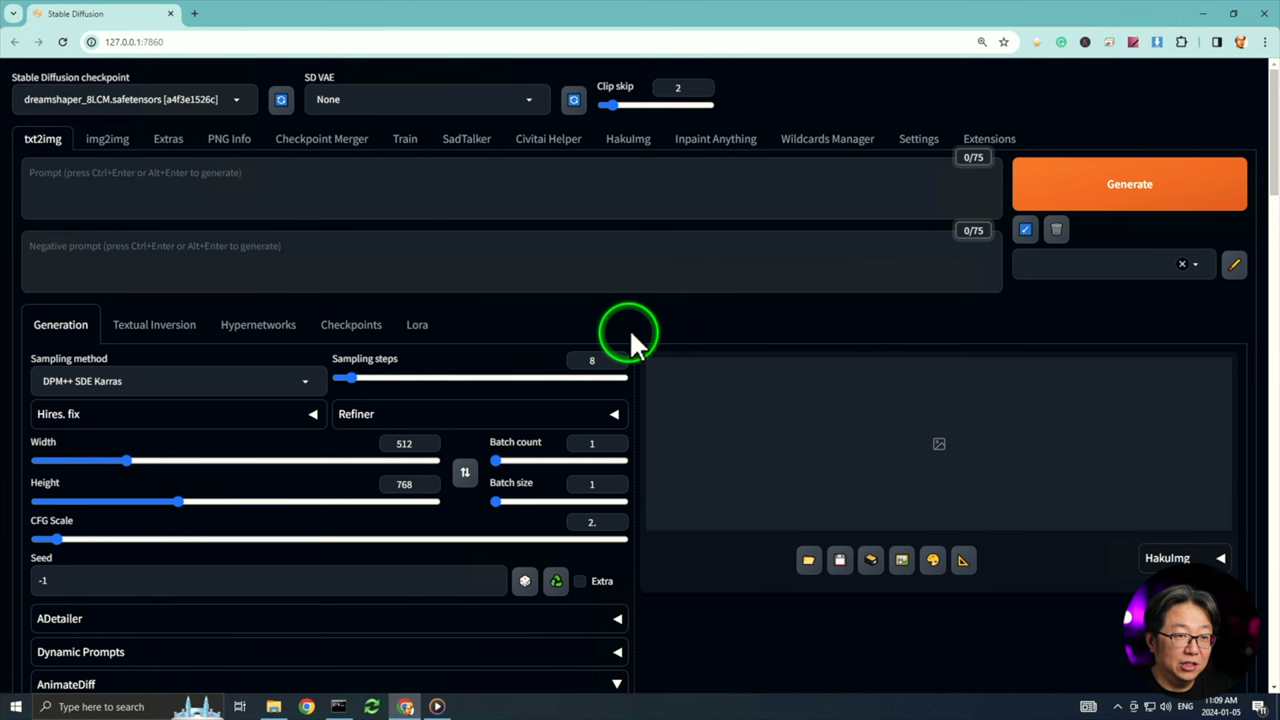 Stable Diffusion
127.0.0.1:7860
Stable Diffusion checkpoint
SD VAE
Clip skip
2
dreamshaper_8LCM.safetensors [a4f3e1526c]
None
txt2img
img2img
Extras
PNG Info
Checkpoint Merger
Train
SadTalker
Civitai Helper
HakuImg
Inpaint Anything
Wildcards Manager
Settings
Extensions
0/75
Prompt (press Ctrl+Enter or Alt+Enter to generate)
Generate
0/75
Negative prompt (press Ctrl+Enter or Alt+Enter to generate)
Generation
Textual Inversion
Hypernetworks
Checkpoints
Lora
Sampling method
Sampling steps
8
DPM++ SDE Karras
Hires. fix
Refiner
Width
512
Batch count
1
Height
768
Batch size
1
CFG Scale
2.
Seed
-1
Extra
HakuImg
ADetailer
Dynamic Prompts
AnimateDiff
Type here to search
ENG
11:09 AM
2024-01-05